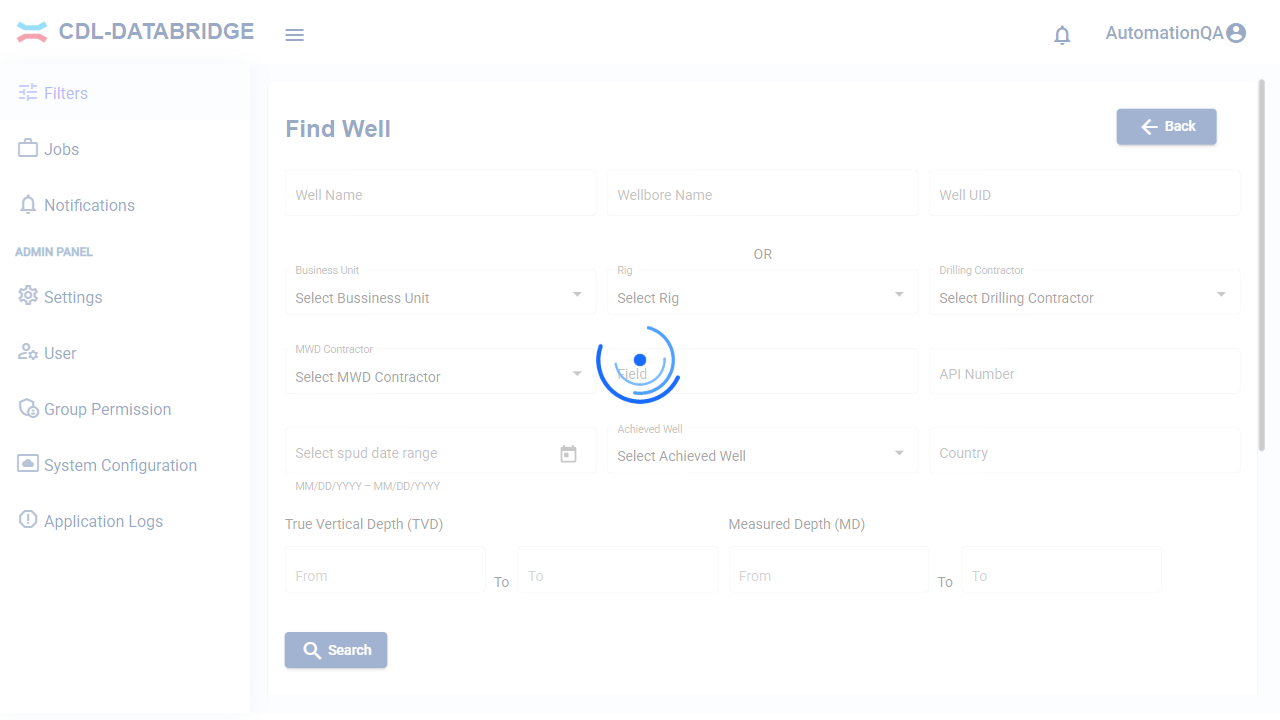 CDL-DATABRIDGE
AutomationQA
Filters
Jobs
Notifications
ADMIN PANEL
Settings
User
Group Permission
System Configuration
Application Logs
Find Well
Back
Well Name
Wellbore Name
Well UID
OR
Business Unit
Select Bussiness Unit
Rig
Select Rig
Drilling Contractor
Select Drilling Contractor
MWD Contractor
Select MWD Contractor
Field
API Number
Select spud date range
MM/DD/YYYY – MM/DD/YYYY
Achieved Well
Select Achieved Well
Country
True Vertical Depth (TVD)
From
To
To
Measured Depth (MD)
From
To
To
Search